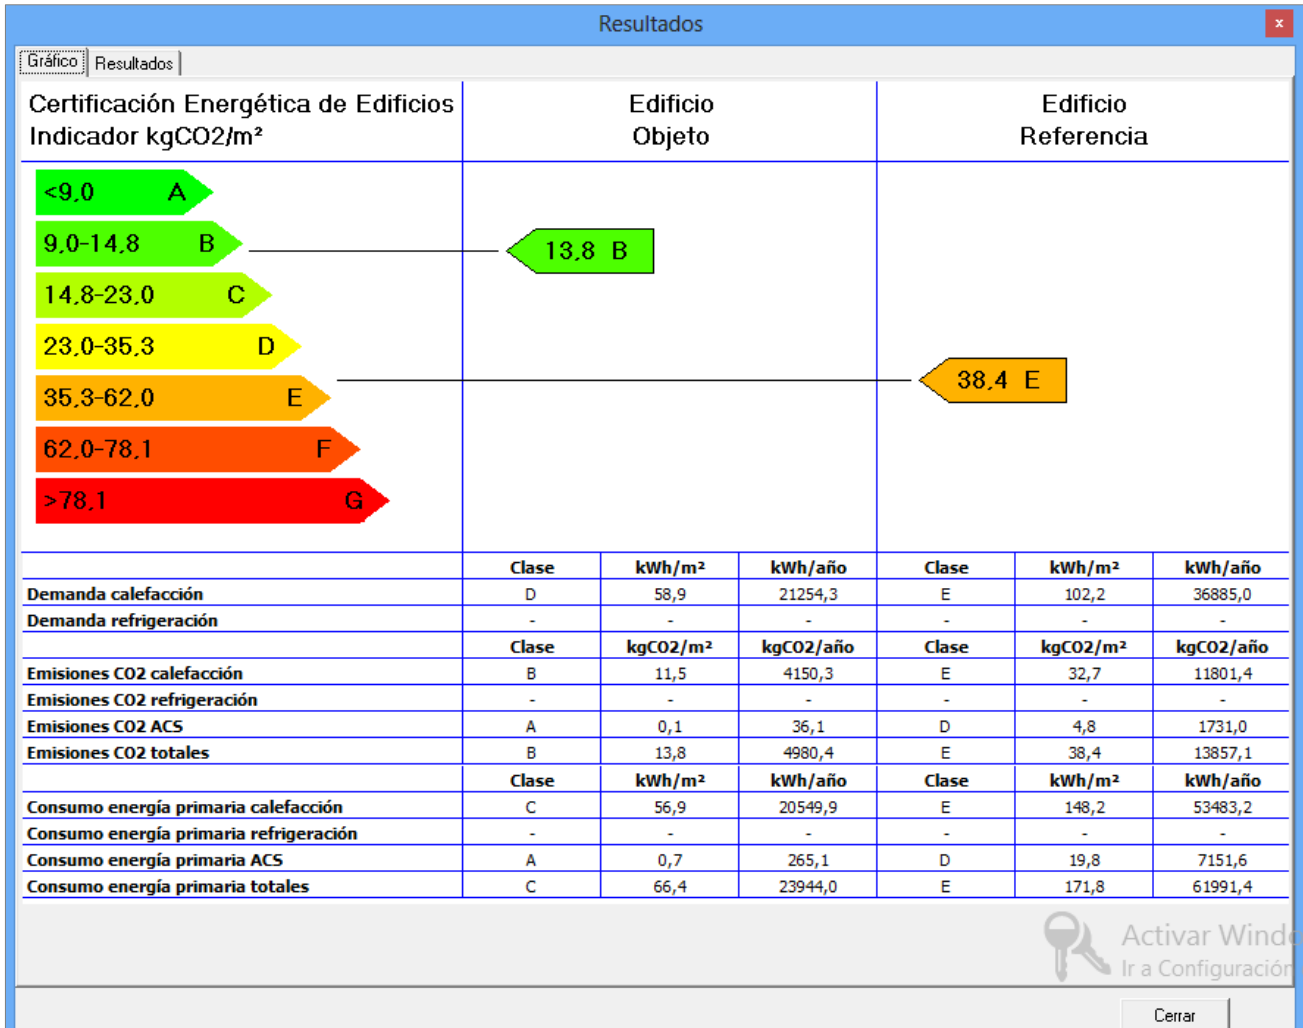 Resultados
x
Gráfico Resultados
Certificación Energética de Edificios
Indicador kgCO2/m²
Edificio
Objeto
Edificio
Referencia
<9,0 A
9,0-14,8 B
13,8 B
14,8-23,0 C
23,0-35,3 D
35,3-62,0 E
38,4 E
62,0-78,1 F
>78,1 G
Clase kWh/m² kWh/año Clase kWh/m² kWh/año
Demanda calefacción D 58,9 21254,3 E 102,2 36885,0
Demanda refrigeración - - - - - -
Clase kgCO2/m² kgCO2/año Clase kgCO2/m² kgCO2/año
Emisiones CO2 calefacción B 11,5 4150,3 E 32,7 11801,4
Emisiones CO2 refrigeración - - - - - -
Emisiones CO2 ACS A 0,1 36,1 D 4,8 1731,0
Emisiones CO2 totales B 13,8 4980,4 E 38,4 13857,1
Clase kWh/m² kWh/año Clase kWh/m² kWh/año
Consumo energía primaria calefacción C 56,9 20549,9 E 148,2 53483,2
Consumo energía primaria refrigeración - - - - - -
Consumo energía primaria ACS A 0,7 265,1 D 19,8 7151,6
Consumo energía primaria totales C 66,4 23944,0 E 171,8 61991,4
Activar Windo
Ir a Configuración
Cerrar